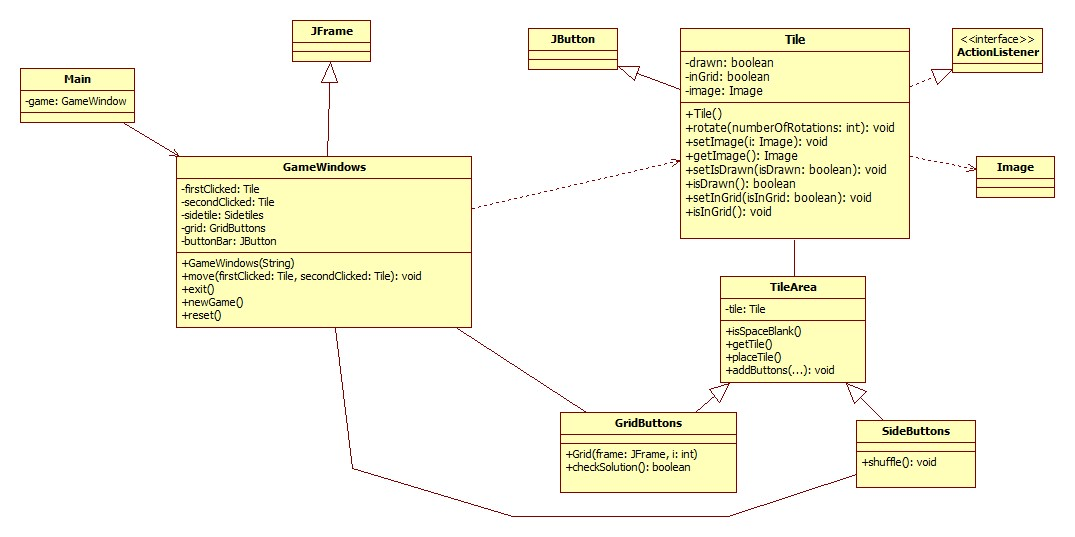 JFrame
Main
-game: GameWindow
JButton
Tile
-drawn: boolean
-inGrid: boolean
-image: Image
+Tile()
+rotate(numberOfRotations: int): void
+setImage(i: Image): void
+getImage(): Image
+setIsDrawn(isDrawn: boolean): void
+isDrawn(): boolean
+setInGrid(isInGrid: boolean): void
+isInGrid(): void
<<interface>>
ActionListener
Image
GameWindows
-firstClicked: Tile
-secondClicked: Tile
-sidetile: Sidetiles
-grid: GridButtons
-buttonBar: JButton
+GameWindows(String)
+move(firstClicked: Tile, secondClicked: Tile): void
+exit()
+newGame()
+reset()
TileArea
-tile: Tile
+isSpaceBlank()
+getTile()
+placeTile()
+addButtons(...): void
GridButtons
+Grid(frame: JFrame, i: int)
+checkSolution(): boolean
SideButtons
+shuffle(): void